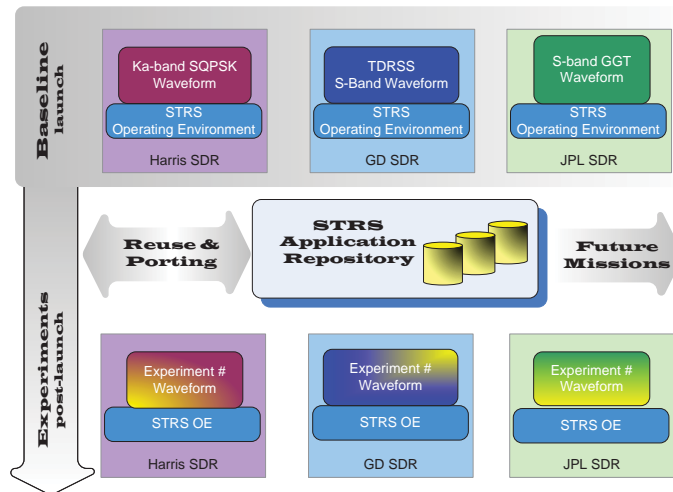 Baseline
launch
Ka-band SQPSK
Waveform
STRS
Operating Environment
Harris SDR
TDRSS
S-Band Waveform
STRS
Operating Environment
GD SDR
S-band GGT
Waveform
STRS
Operating Environment
JPL SDR
Reuse &
Porting
STRS
Application
Repository
Future
Missions
Experiments
post-launch
Experiment #
Waveform
STRS OE
Harris SDR
Experiment #
Waveform
STRS OE
GD SDR
Experiment #
Waveform
STRS OE
JPL SDR